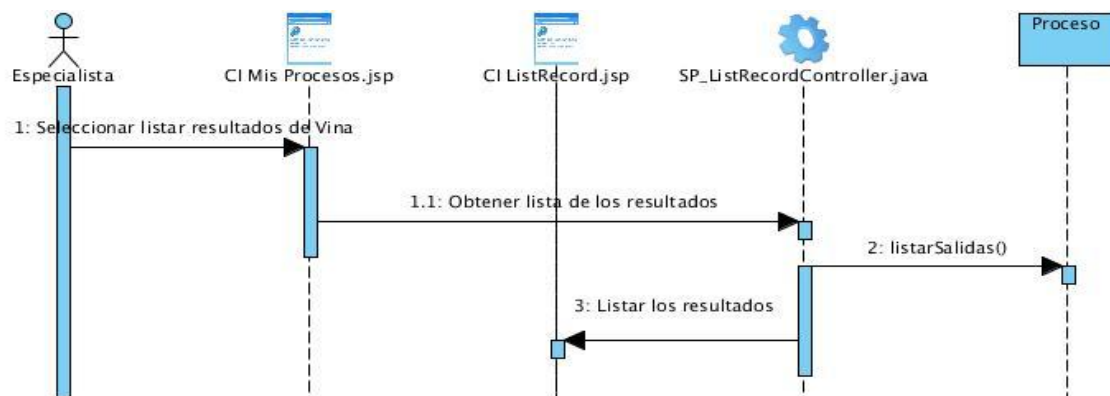 Proceso
Especialista
CI Mis Procesos.jsp
CI ListRecord.jsp
SP_ListRecordController.java
1: Seleccionar listar resultados de Vina
1.1: Obtener lista de los resultados
2: listarSalidas()
3: Listar los resultados